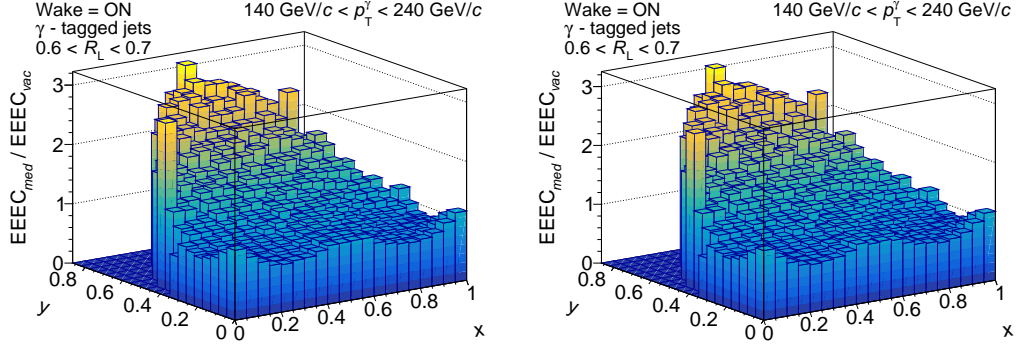 Wake = ON
γ - tagged jets
0.6 < R_L < 0.7
140 GeV/c < p_T^γ < 240 GeV/c
EEEC_med / EEEC_vac
3
2
1
0
0.8
0.6
0.4
0.2
0
y
0
0.2
0.4
0.6
0.8
1
x
Wake = ON
γ - tagged jets
0.6 < R_L < 0.7
140 GeV/c < p_T^γ < 240 GeV/c
EEEC_med / EEEC_vac
3
2
1
0
0.8
0.6
0.4
0.2
0
y
0
0.2
0.4
0.6
0.8
1
x